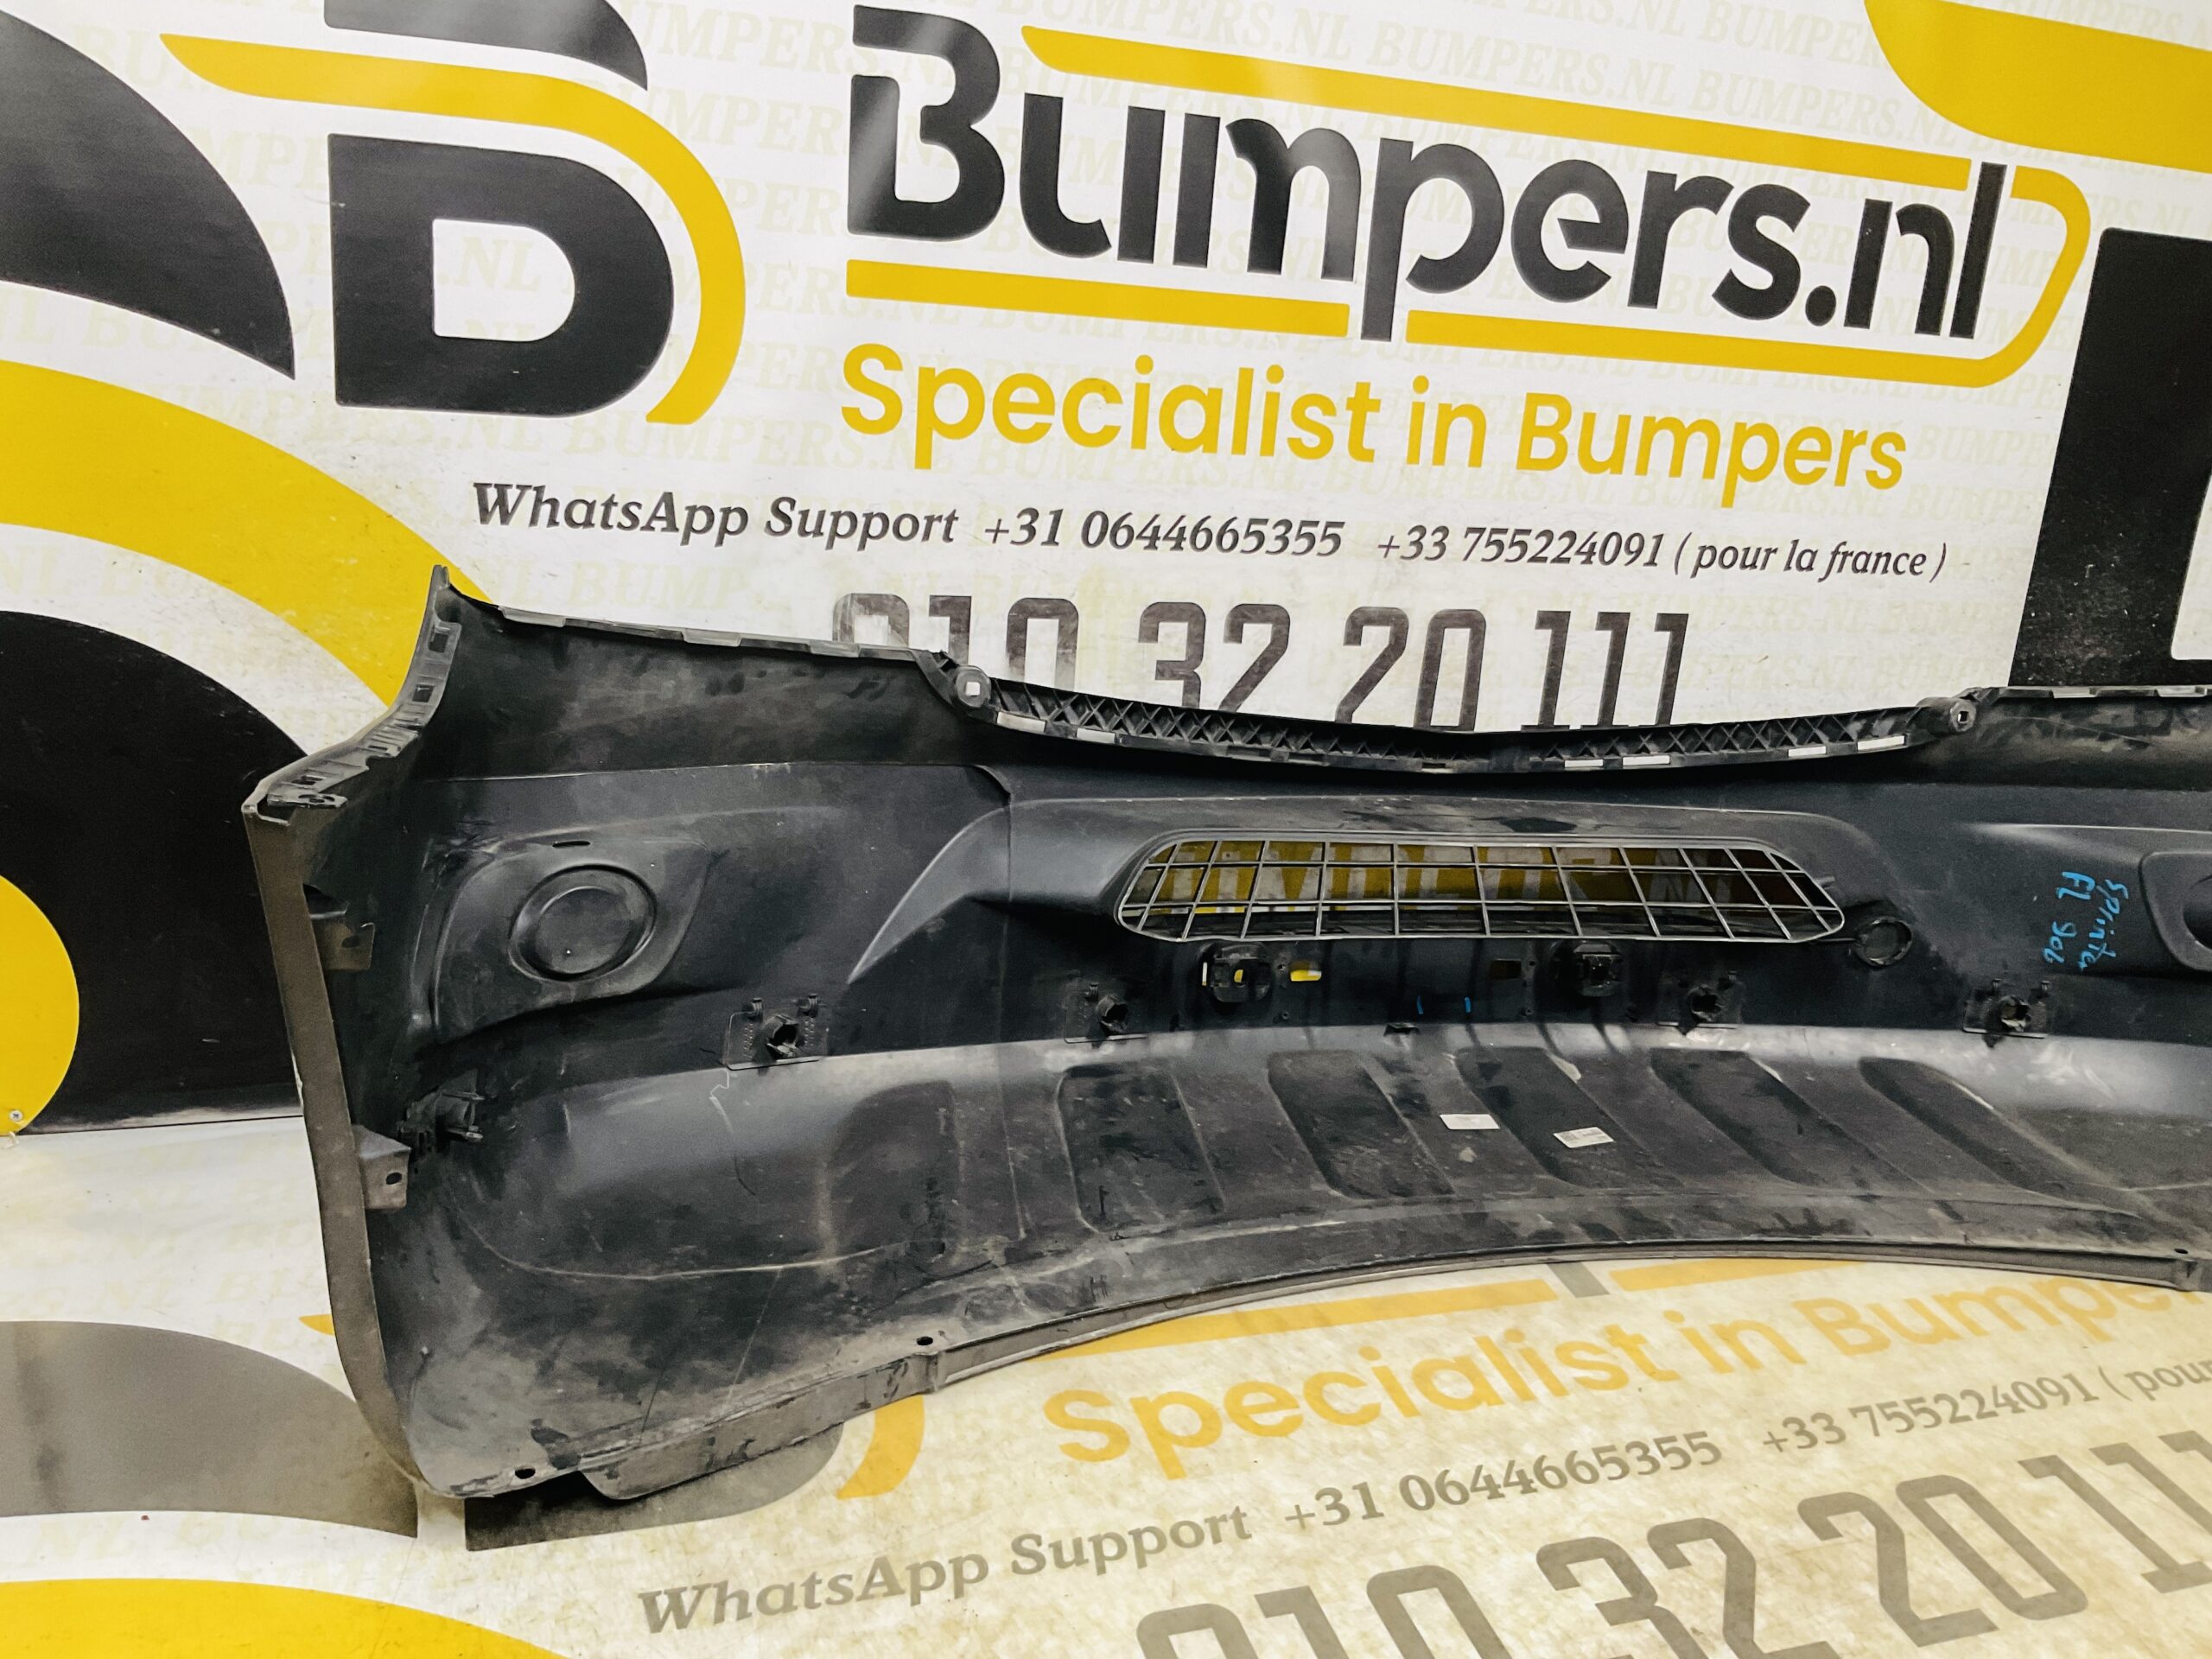 Bumpers.nl
Specialist in Bumpers
WhatsApp Support +31 0644665355 +33 755224091 ( pour la france )
010 32 20 111
Sprinter
FL 906
Specialist in Bumpers
WhatsApp Support +31 0644665355 +33 755224091 ( pour
010 32 20 111